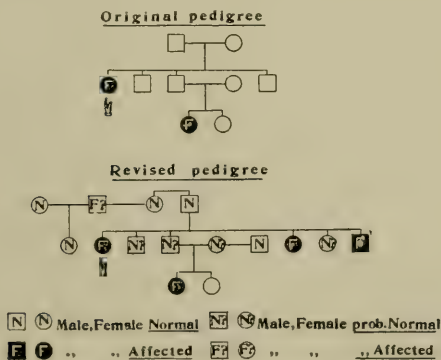 Original pedigree
F
F
Revised pedigree
N F? N N
N F N? N? N? N F N?
F
N N Male, Female Normal N? N? Male, Female prob. Normal
F F „ „ Affected F? F? „ „ „ Affected